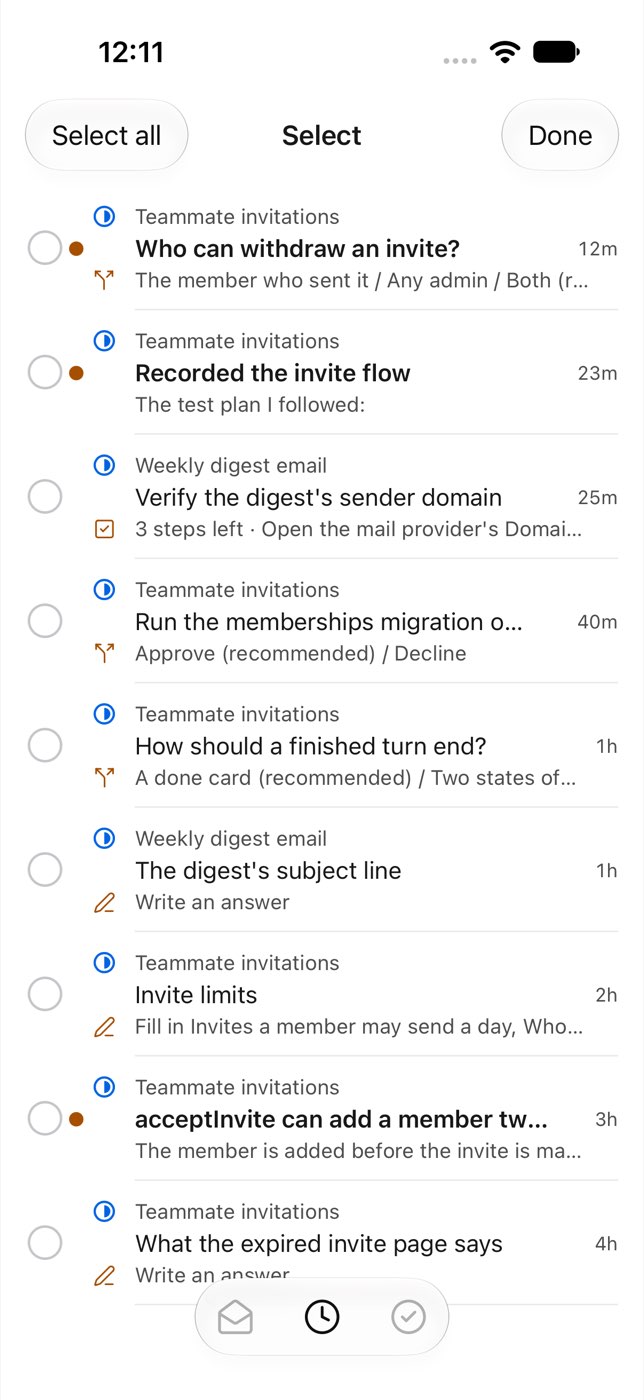 12:11
Select all
Select
Done
Teammate invitations
Who can withdraw an invite?
12m
The member who sent it / Any admin / Both (r...
Teammate invitations
Recorded the invite flow
23m
The test plan I followed:
Weekly digest email
Verify the digest's sender domain
25m
3 steps left · Open the mail provider's Domai...
Teammate invitations
Run the memberships migration o...
40m
Approve (recommended) / Decline
Teammate invitations
How should a finished turn end?
1h
A done card (recommended) / Two states of...
Weekly digest email
The digest's subject line
1h
Write an answer
Teammate invitations
Invite limits
2h
Fill in Invites a member may send a day, Who...
Teammate invitations
acceptInvite can add a member tw...
3h
The member is added before the invite is ma...
Teammate invitations
What the expired invite page says
4h
Write an answer